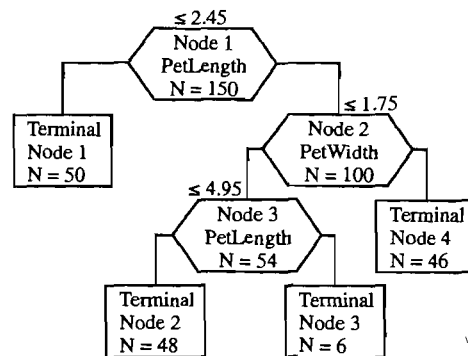 ≤ 2.45
Node 1
PetLength
N = 150
≤ 1.75
Terminal
Node 1
N = 50
Node 2
PetWidth
N = 100
≤ 4.95
Node 3
PetLength
N = 54
Terminal
Node 4
N = 46
Terminal
Node 2
N = 48
Terminal
Node 3
N = 6